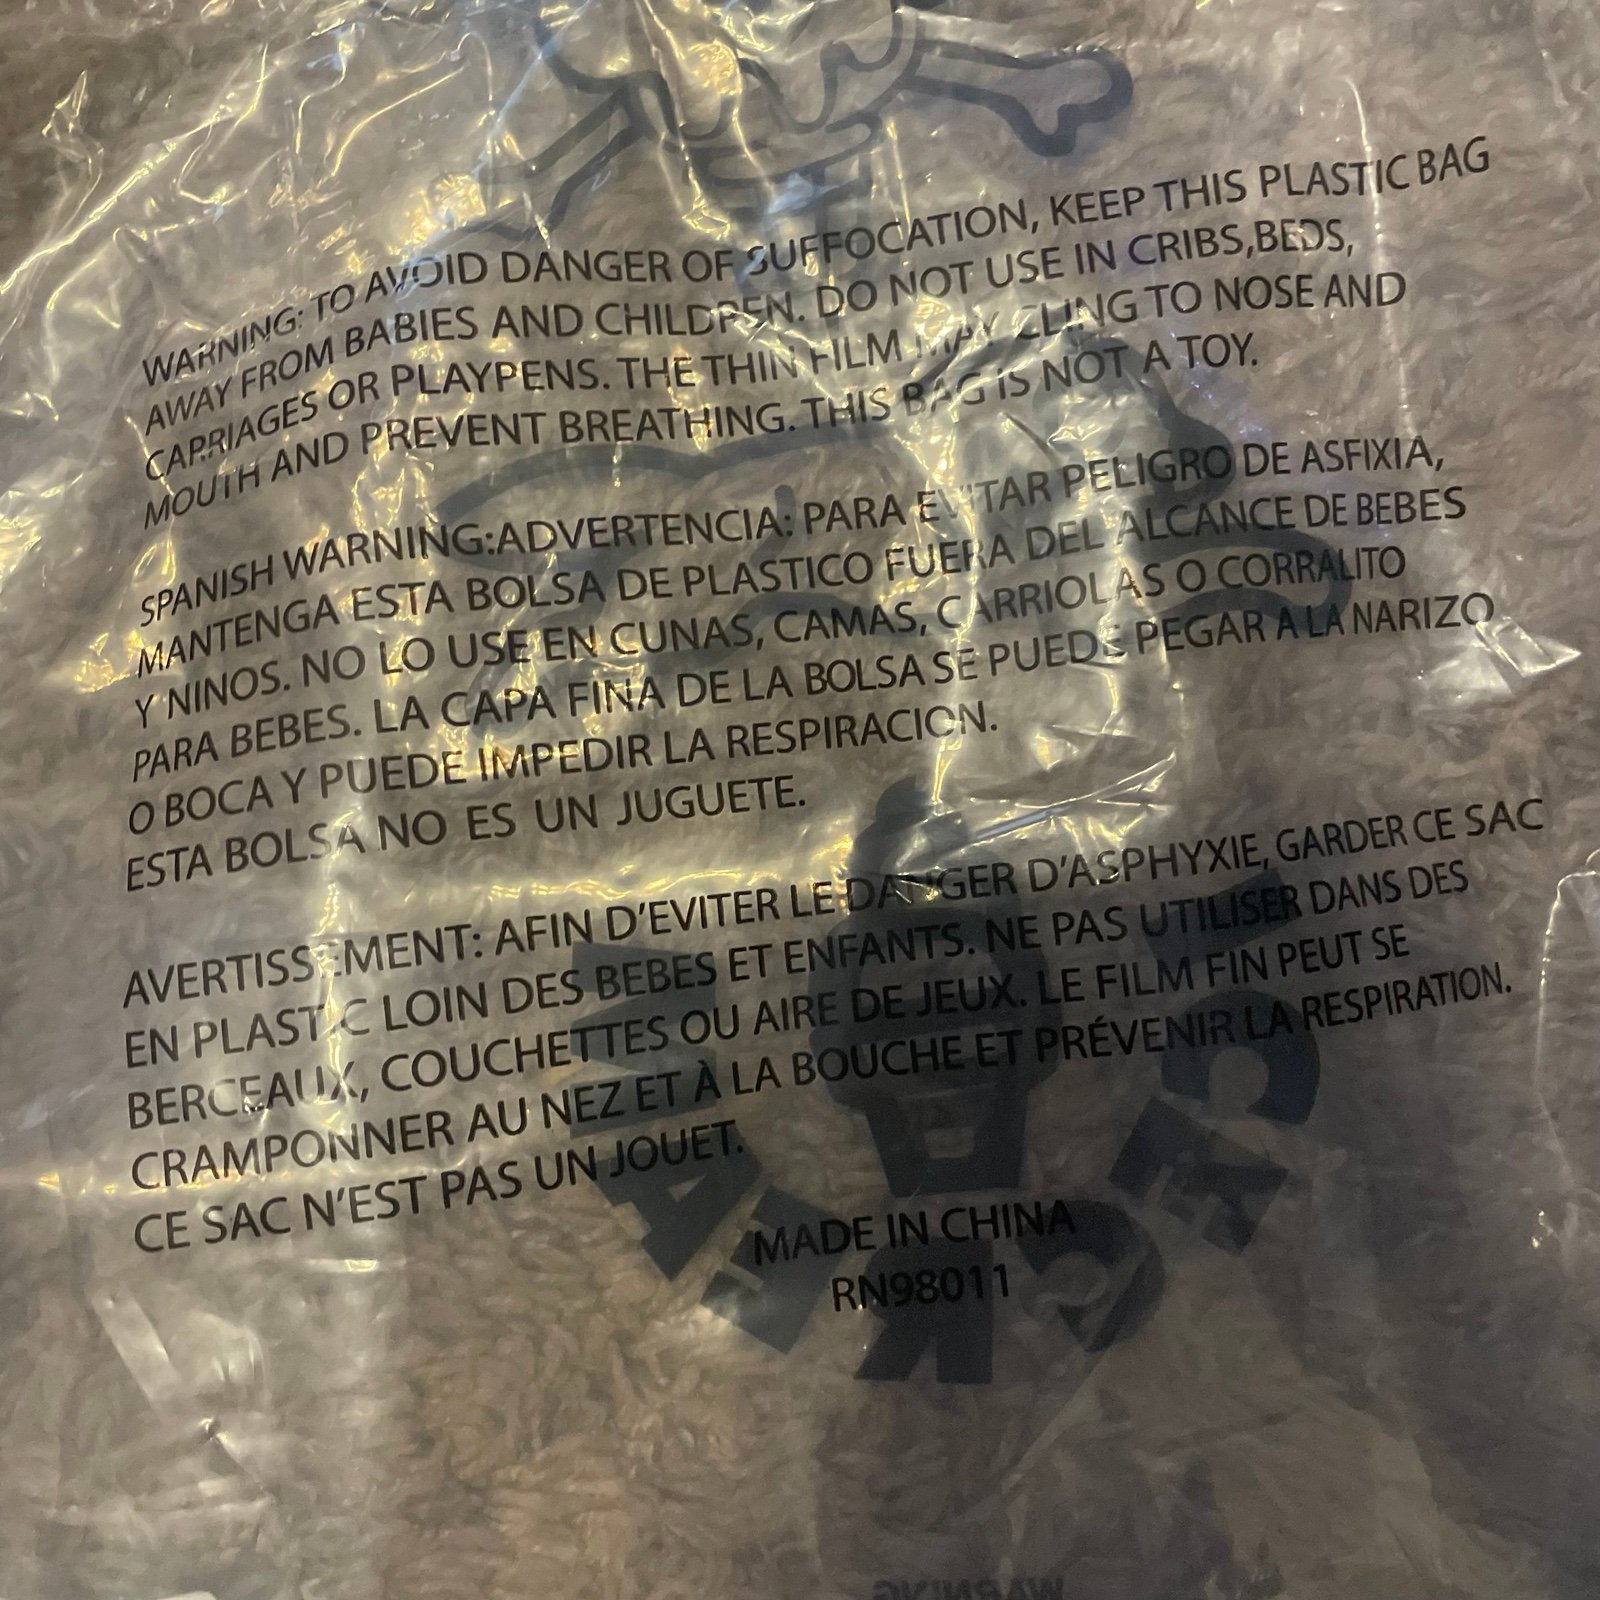 WARNING: TO AVOID DANGER OF SUFFOCATION, KEEP THIS PLASTIC BAG
AWAY FROM BABIES AND CHILDREN. DO NOT USE IN CRIBS,BEDS,
CARRIAGES OR PLAYPENS. THE THIN FILM MAY CLING TO NOSE AND
MOUTH AND PREVENT BREATHING. THIS BAG IS NOT A TOY.
SPANISH WARNING:ADVERTENCIA: PARA EVITAR PELIGRO DE ASFIXIA,
MANTENGA ESTA BOLSA DE PLASTICO FUERA DEL ALCANCE DE BEBES
Y NINOS. NO LO USE EN CUNAS, CAMAS, CARRIOLAS O CORRALITO
PARA BEBES. LA CAPA FINA DE LA BOLSA SE PUEDE PEGAR A LA NARIZO
O BOCA Y PUEDE IMPEDIR LA RESPIRACION.
ESTA BOLSA NO ES UN JUGUETE.
AVERTISSEMENT: AFIN D'EVITER LE DANGER D'ASPHYXIE, GARDER CE SAC
EN PLASTIC LOIN DES BEBES ET ENFANTS. NE PAS UTILISER DANS DES
BERCEAUX, COUCHETTES OU AIRE DE JEUX. LE FILM FIN PEUT SE
CRAMPONNER AU NEZ ET À LA BOUCHE ET PRÉVENIR LA RESPIRATION.
CE SAC N'EST PAS UN JOUET.
MADE IN CHINA
RN98011
WARNING